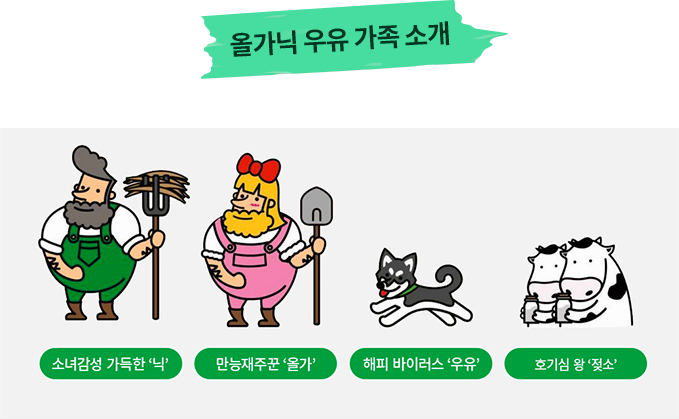 올가닉 우유 가족 소개
소녀감성 가득한 ‘닉’
만능재주꾼 ‘올가’
해피 바이러스 ‘우유’
호기심 왕 ‘젖소’